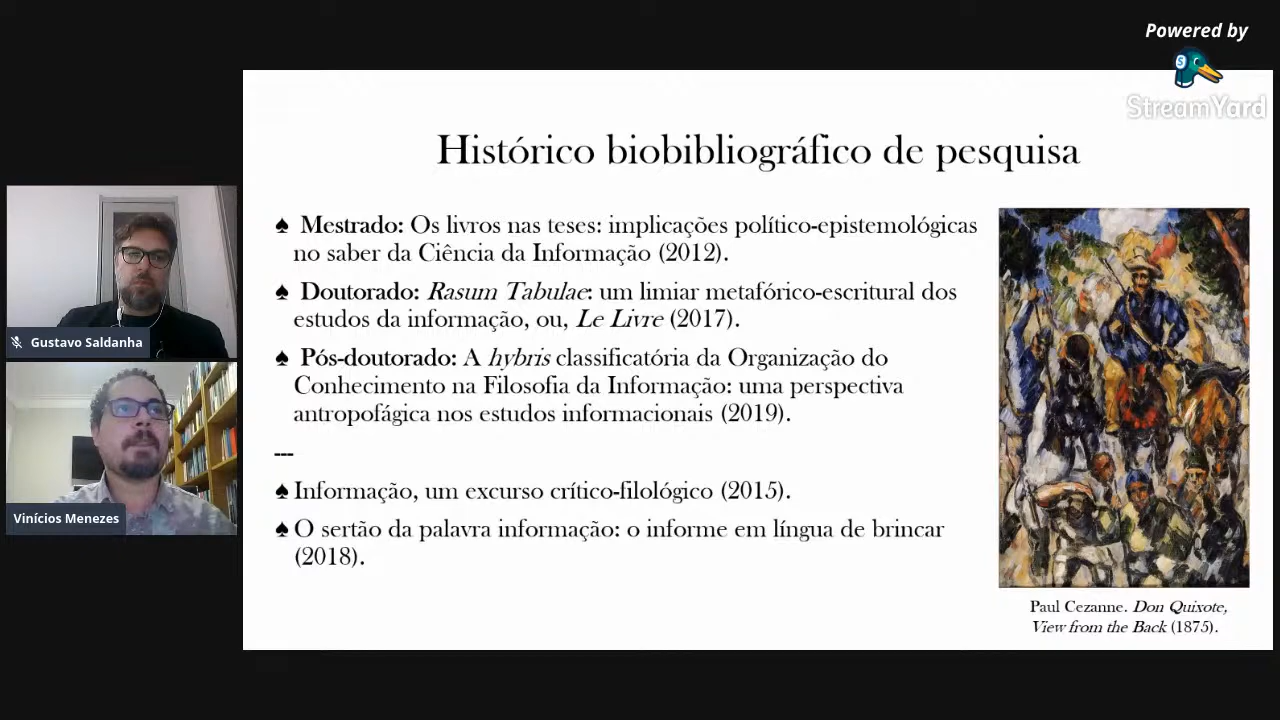 Powered by
StreamYard
Histórico biobibliográfico de pesquisa
♠ Mestrado: Os livros nas teses: implicações político-epistemológicas
no saber da Ciência da Informação (2012).
♠ Doutorado: Rasum Tabulae: um limiar metafórico-escritural dos
estudos da informação, ou, Le Livre (2017).
♠ Pós-doutorado: A hybris classificatória da Organização do
Conhecimento na Filosofia da Informação: uma perspectiva
antropofágica nos estudos informacionais (2019).
---
♠ Informação, um excurso crítico-filológico (2015).
♠ O sertão da palavra informação: o informe em língua de brincar
(2018).
Paul Cezanne. Don Quixote,
View from the Back (1875).
Gustavo Saldanha
Vinícios Menezes